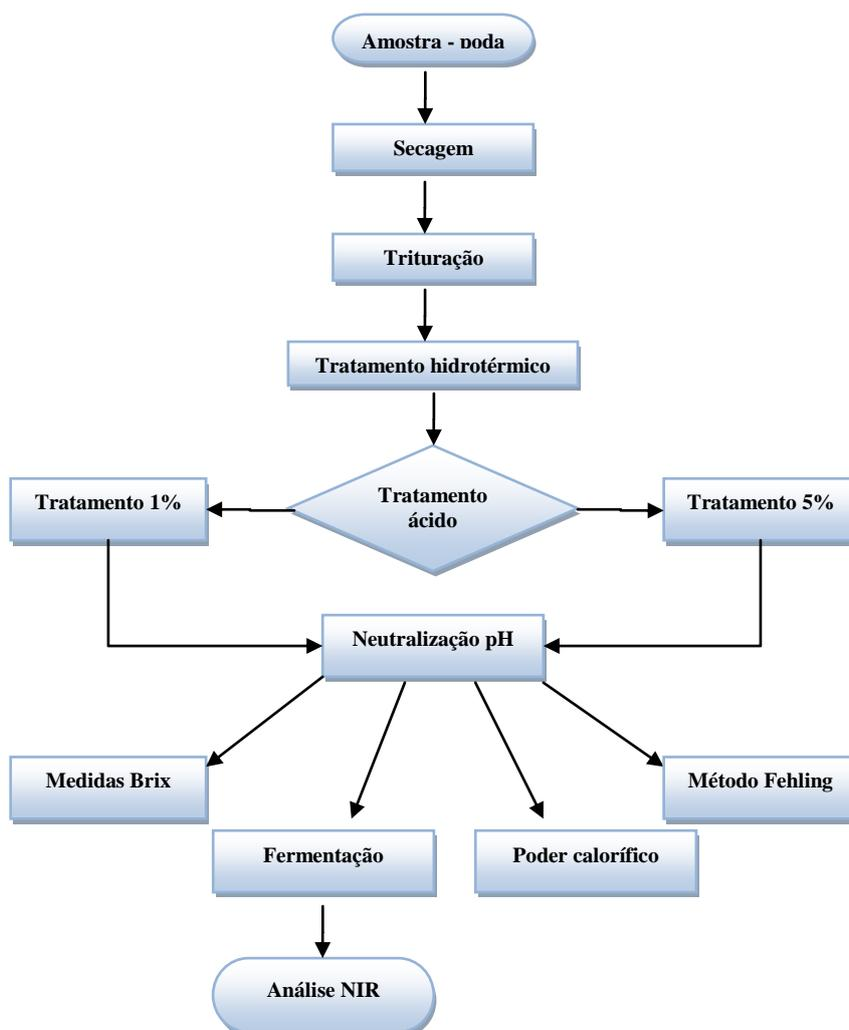 Amostra - poda
Secagem
Trituração
Tratamento hidrotérmico
Tratamento
ácido
Tratamento 1%
Tratamento 5%
Neutralização pH
Medidas Brix
Método Fehling
Fermentação
Poder calorífico
Análise NIR